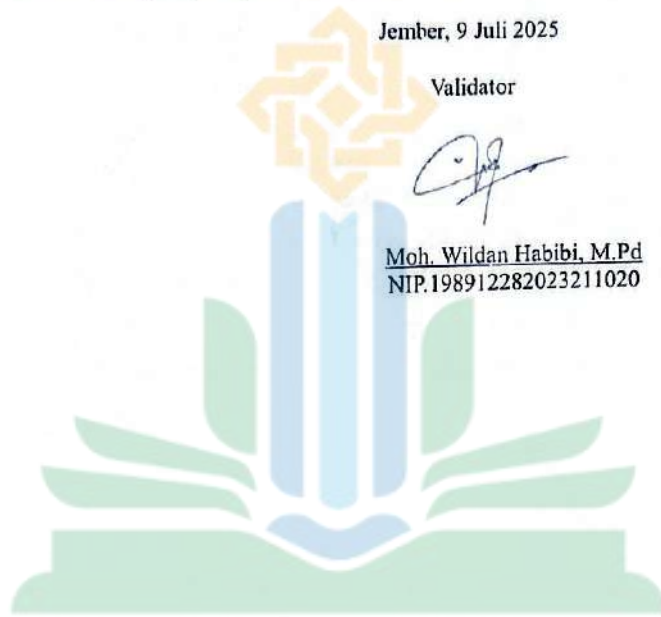 Jember, 9 Juli 2025
Validator
Moh. Wildan Habibi, M.Pd
NIP.198912282023211020